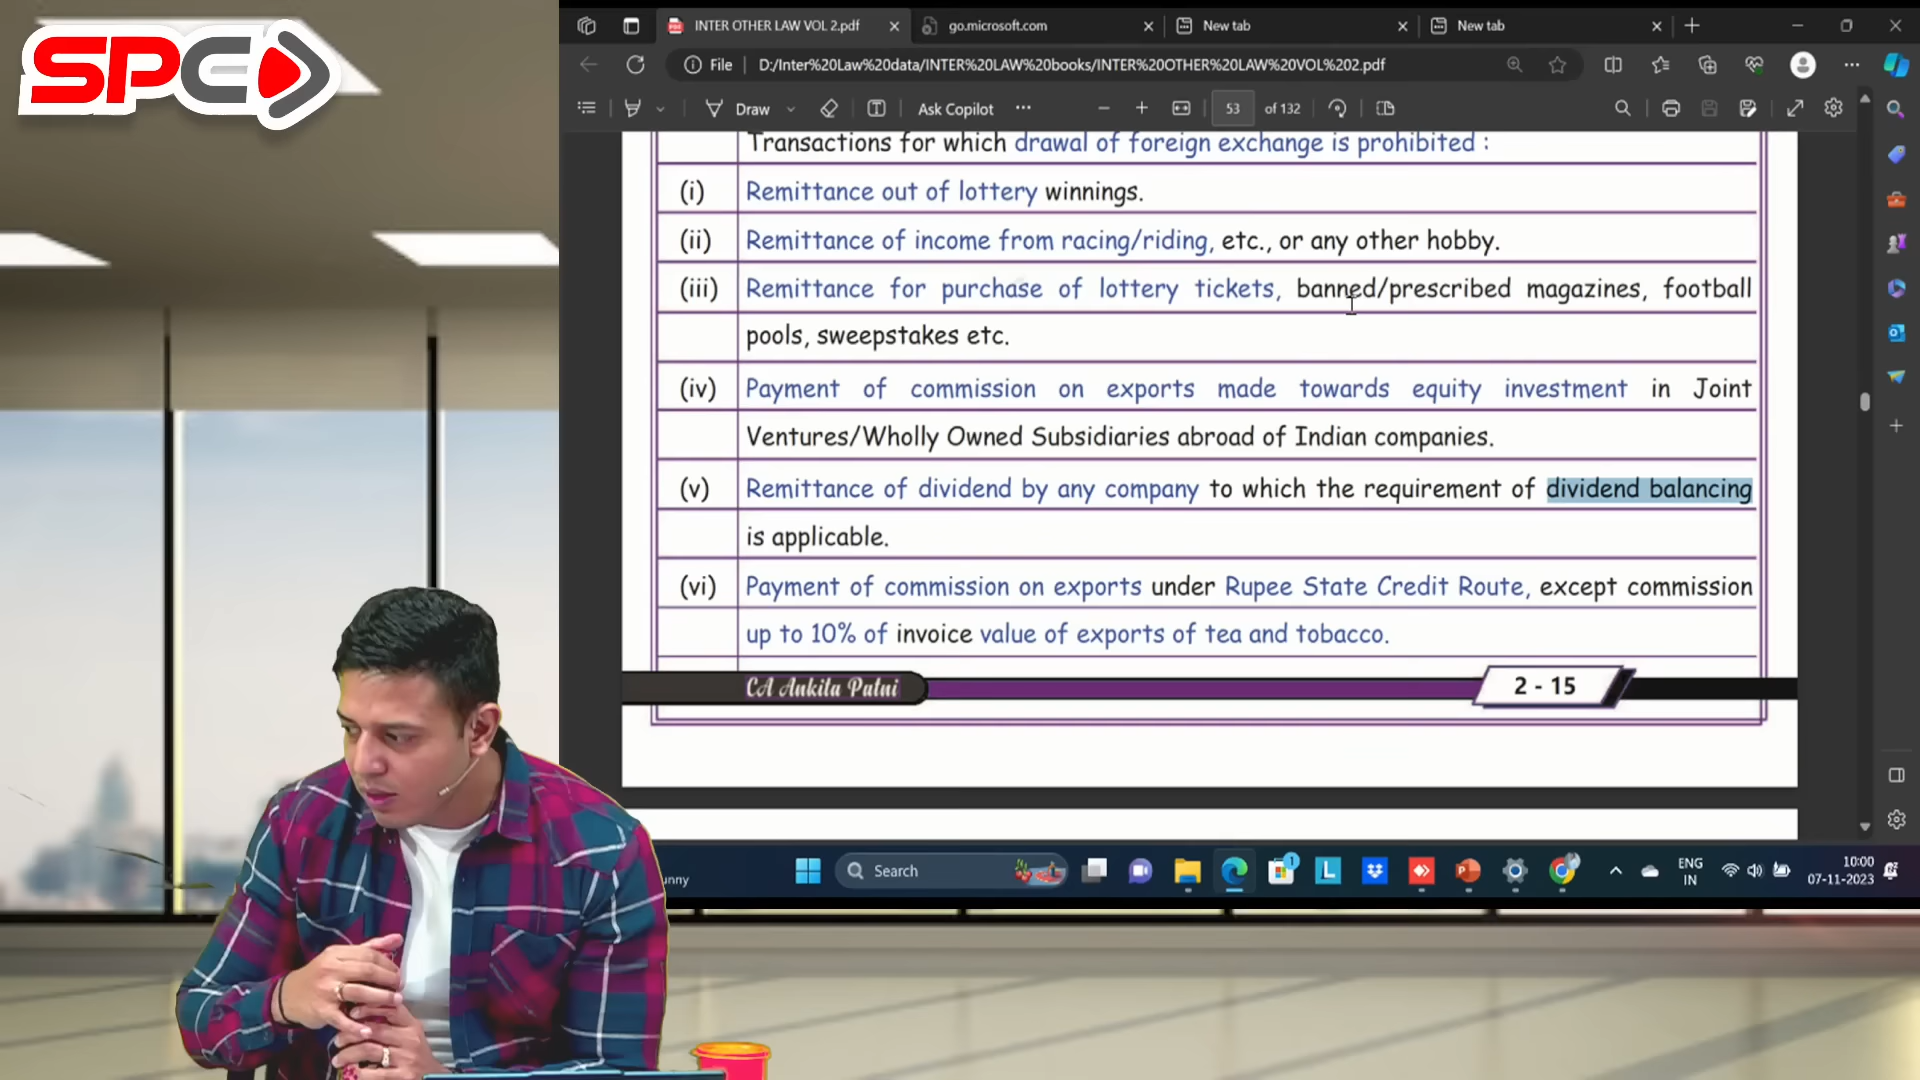 SPC
INTER OTHER LAW VOL 2.pdf
go.microsoft.com
New tab
New tab
File
D:/Inter%20Law%20data/INTER%20LAW%20books/INTER%20OTHER%20LAW%20VOL%202.pdf
Draw
Ask Copilot
53
of 132
Transactions for which drawal of foreign exchange is prohibited :
(i) Remittance out of lottery winnings.
(ii) Remittance of income from racing/riding, etc., or any other hobby.
(iii) Remittance for purchase of lottery tickets, banned/prescribed magazines, football
pools, sweepstakes etc.
(iv) Payment of commission on exports made towards equity investment in Joint
Ventures/Wholly Owned Subsidiaries abroad of Indian companies.
(v) Remittance of dividend by any company to which the requirement of dividend balancing
is applicable.
(vi) Payment of commission on exports under Rupee State Credit Route, except commission
up to 10% of invoice value of exports of tea and tobacco.
CA Ankita Patni
2 - 15
unny
Search
1
L
ENG
IN
10:00
07-11-2023